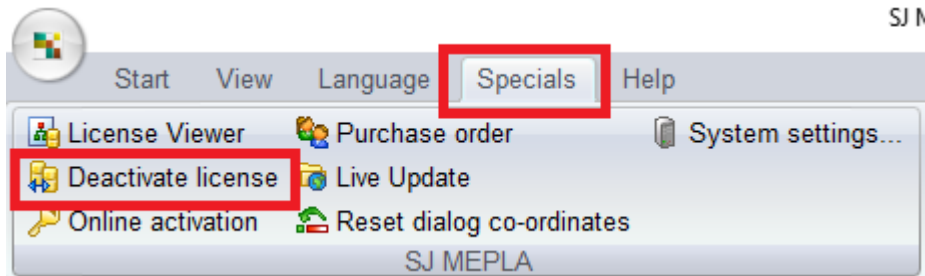 SJ M
Start View Language Specials Help
License Viewer Purchase order System settings...
Deactivate license Live Update
Online activation Reset dialog co-ordinates
SJ MEPLA